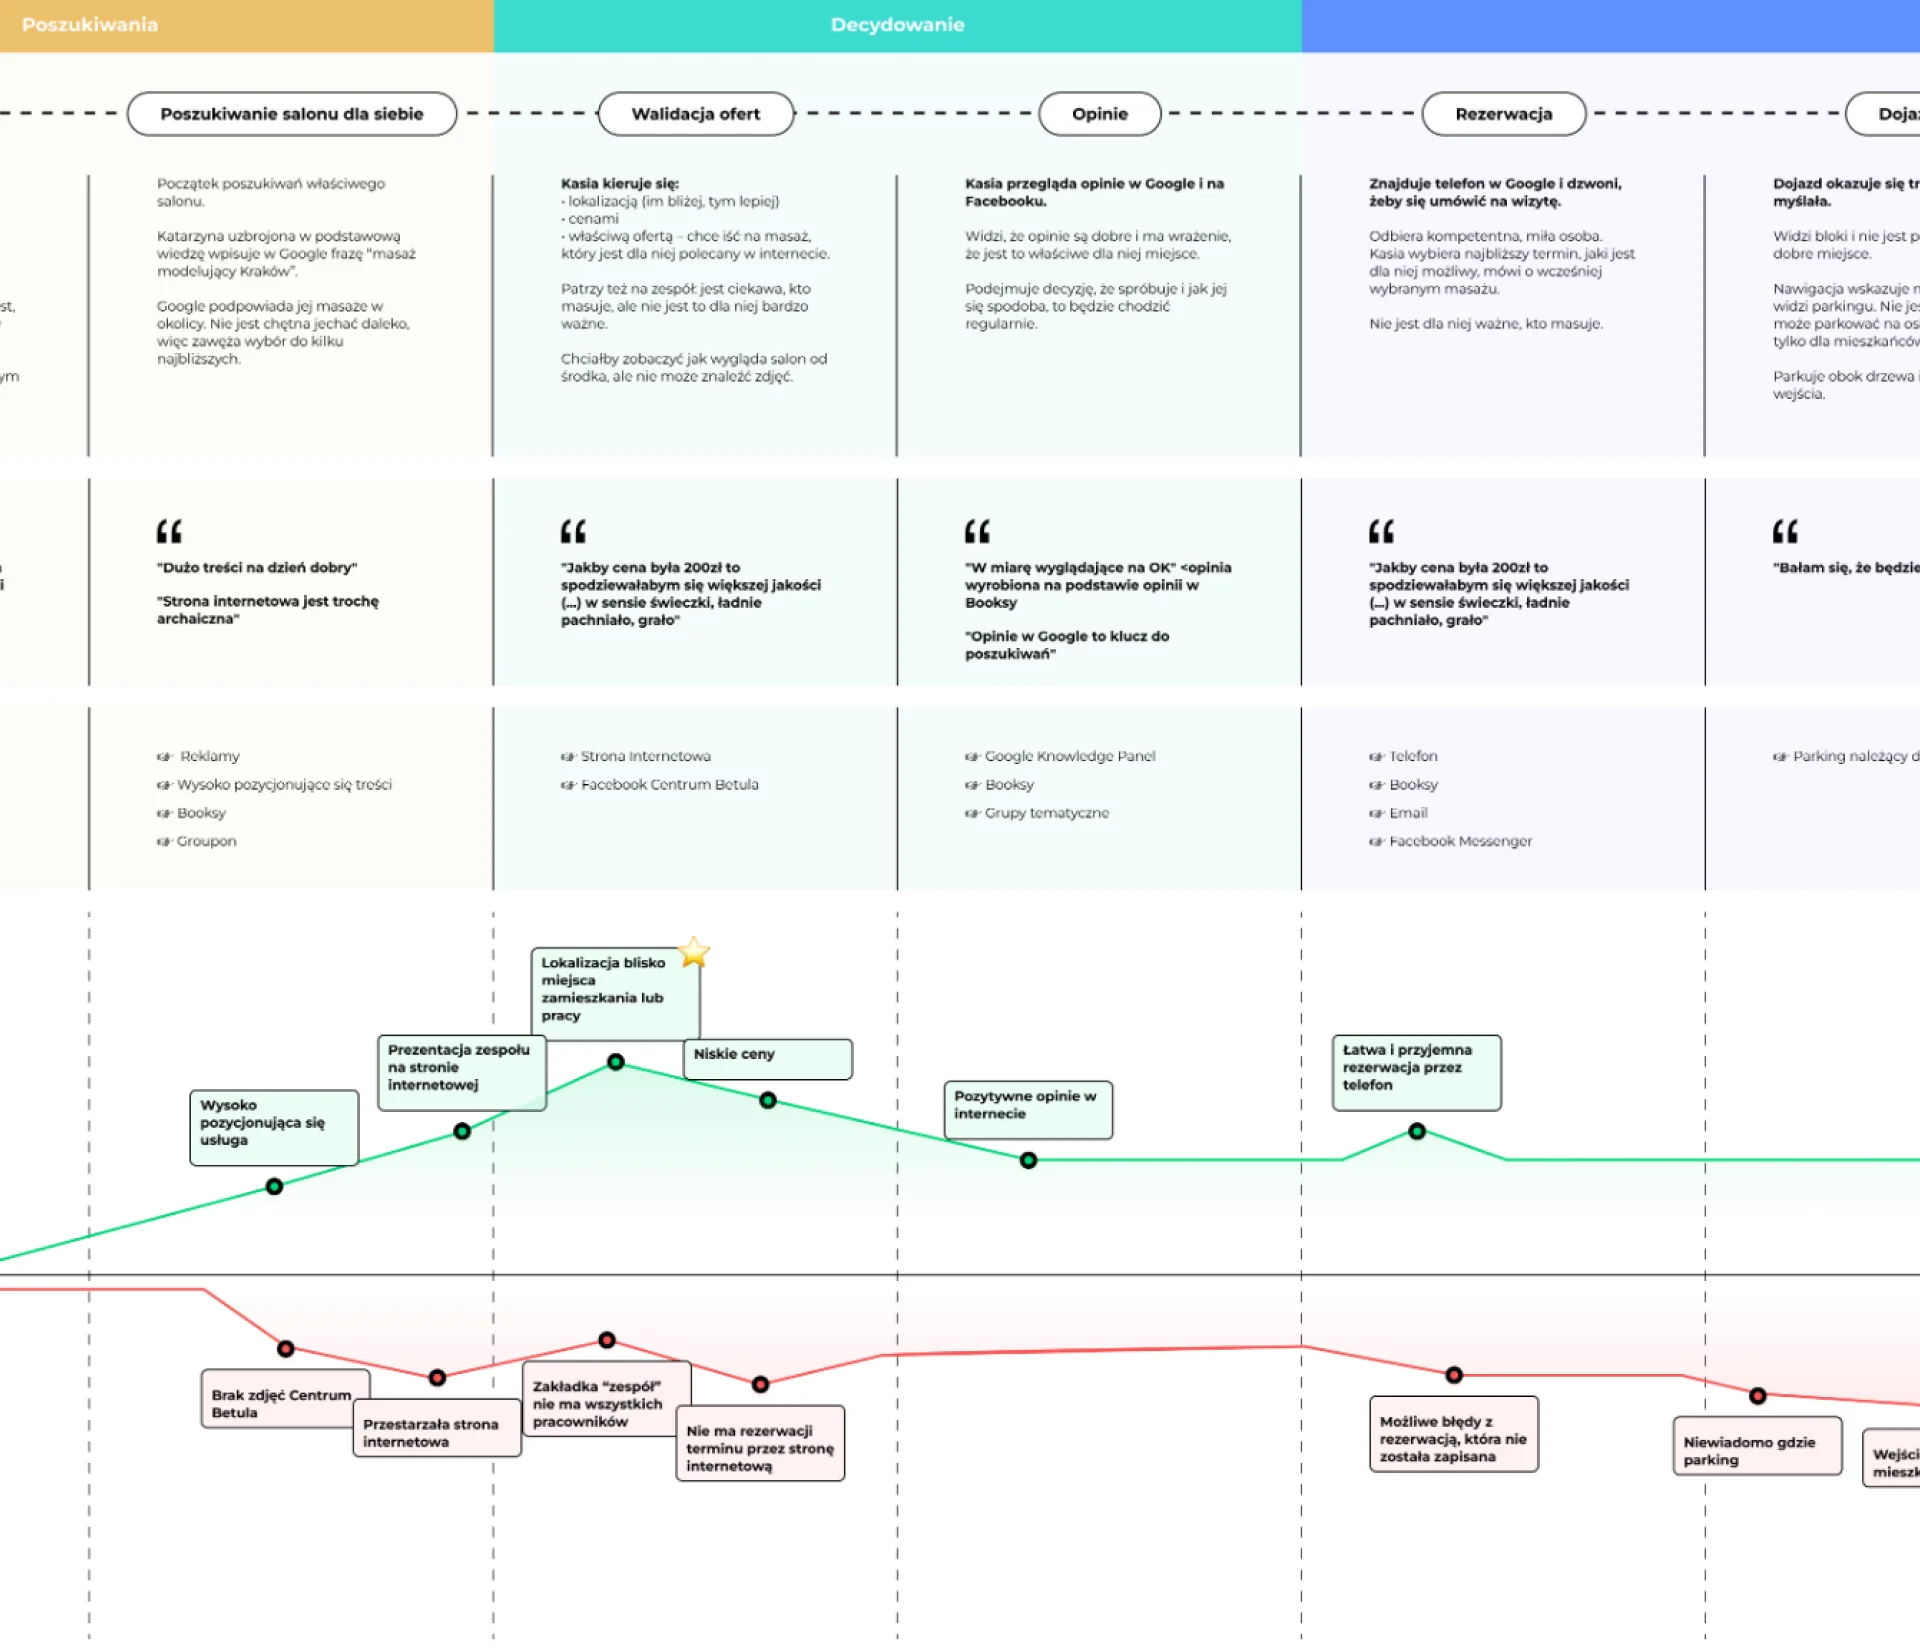 Poszukiwania
Decydowanie
Poszukiwanie salonu dla siebie
Walidacja ofert
Opinie
Rezerwacja
st,
ym
Początek poszukiwań właściwego
salonu.
Katarzyna uzbrojona w podstawową
wiedzę wpisuje w Google frazę "masaż
modelujący Kraków".
Google podpowiada jej masaże w
okolicy. Nie jest chętna jechać daleko,
więc zawęża wybór do kilku
najbliższych.
Kasia kieruje się:
• lokalizacją (im bliżej, tym lepiej)
• cenami
• właściwą ofertą – chce iść na masaż,
który jest dla niej polecany w internecie.
Patrzy też na zespół: jest ciekawa, kto
masuje, ale nie jest to dla niej bardzo
ważne.
Chciałby zobaczyć jak wygląda salon od
środka, ale nie może znaleźć zdjęć.
Kasia przegląda opinie w Google i na
Facebooku.
Widzi, że opinie są dobre i ma wrażenie,
że jest to właściwe dla niej miejsce.
Podejmuje decyzję, że spróbuje i jak jej
się spodoba, to będzie chodzić
regularnie.
Znajduje telefon w Google i dzwoni,
żeby się umówić na wizytę.
Odbiera kompetentna, miła osoba.
Kasia wybiera najbliższy termin, jaki jest
dla niej możliwy, mówi o wcześniej
wybranym masażu.
Nie jest dla niej ważne, kto masuje.
Dojazd okazuje się tr
myślała.
Widzi bloki i nie jest p
dobre miejsce.
Nawigacja wskazuje
widzi parkingu. Nie je
może parkować na os
tylko dla mieszkańców
Parkuje obok drzewa i
wejścia.
i
"Dużo treści na dzień dobry"
"Strona internetowa jest trochę
archaiczna"
"Jakby cena była 200zł to
spodziewałabym się większej jakości
(...) w sensie świeczki, ładnie
pachniało, grało"
"W miarę wyglądające na OK" <opinia
wyrobiona na podstawie opinii w
Booksy
"Opinie w Google to klucz do
poszukiwań"
"Jakby cena była 200zł to
spodziewałabym się większej jakości
(...) w sensie świeczki, ładnie
pachniało, grało"
"Bałam się, że będzie
☞ Reklamy
☞ Wysoko pozycjonujące się treści
☞ Booksy
☞ Groupon
☞ Strona Internetowa
☞ Facebook Centrum Betula
☞ Google Knowledge Panel
☞ Booksy
☞ Grupy tematyczne
☞ Telefon
☞ Booksy
☞ Email
☞ Facebook Messenger
☞ Parking należący d
Wysoko
pozycjonująca się
usługa
Prezentacja zespołu
na stronie
internetowej
Lokalizacja blisko
miejsca
zamieszkania lub
pracy
Niskie ceny
Pozytywne opinie w
internecie
Łatwa i przyjemna
rezerwacja przez
telefon
Brak zdjęć Centrum
Betula
Przestarzała strona
internetowa
Zakładka "zespół"
nie ma wszystkich
pracowników
Nie ma rezerwacji
terminu przez stronę
internetową
Możliwe błędy z
rezerwacją, która nie
została zapisana
Niewiadomo gdzie
parking
Wejści
mieszk